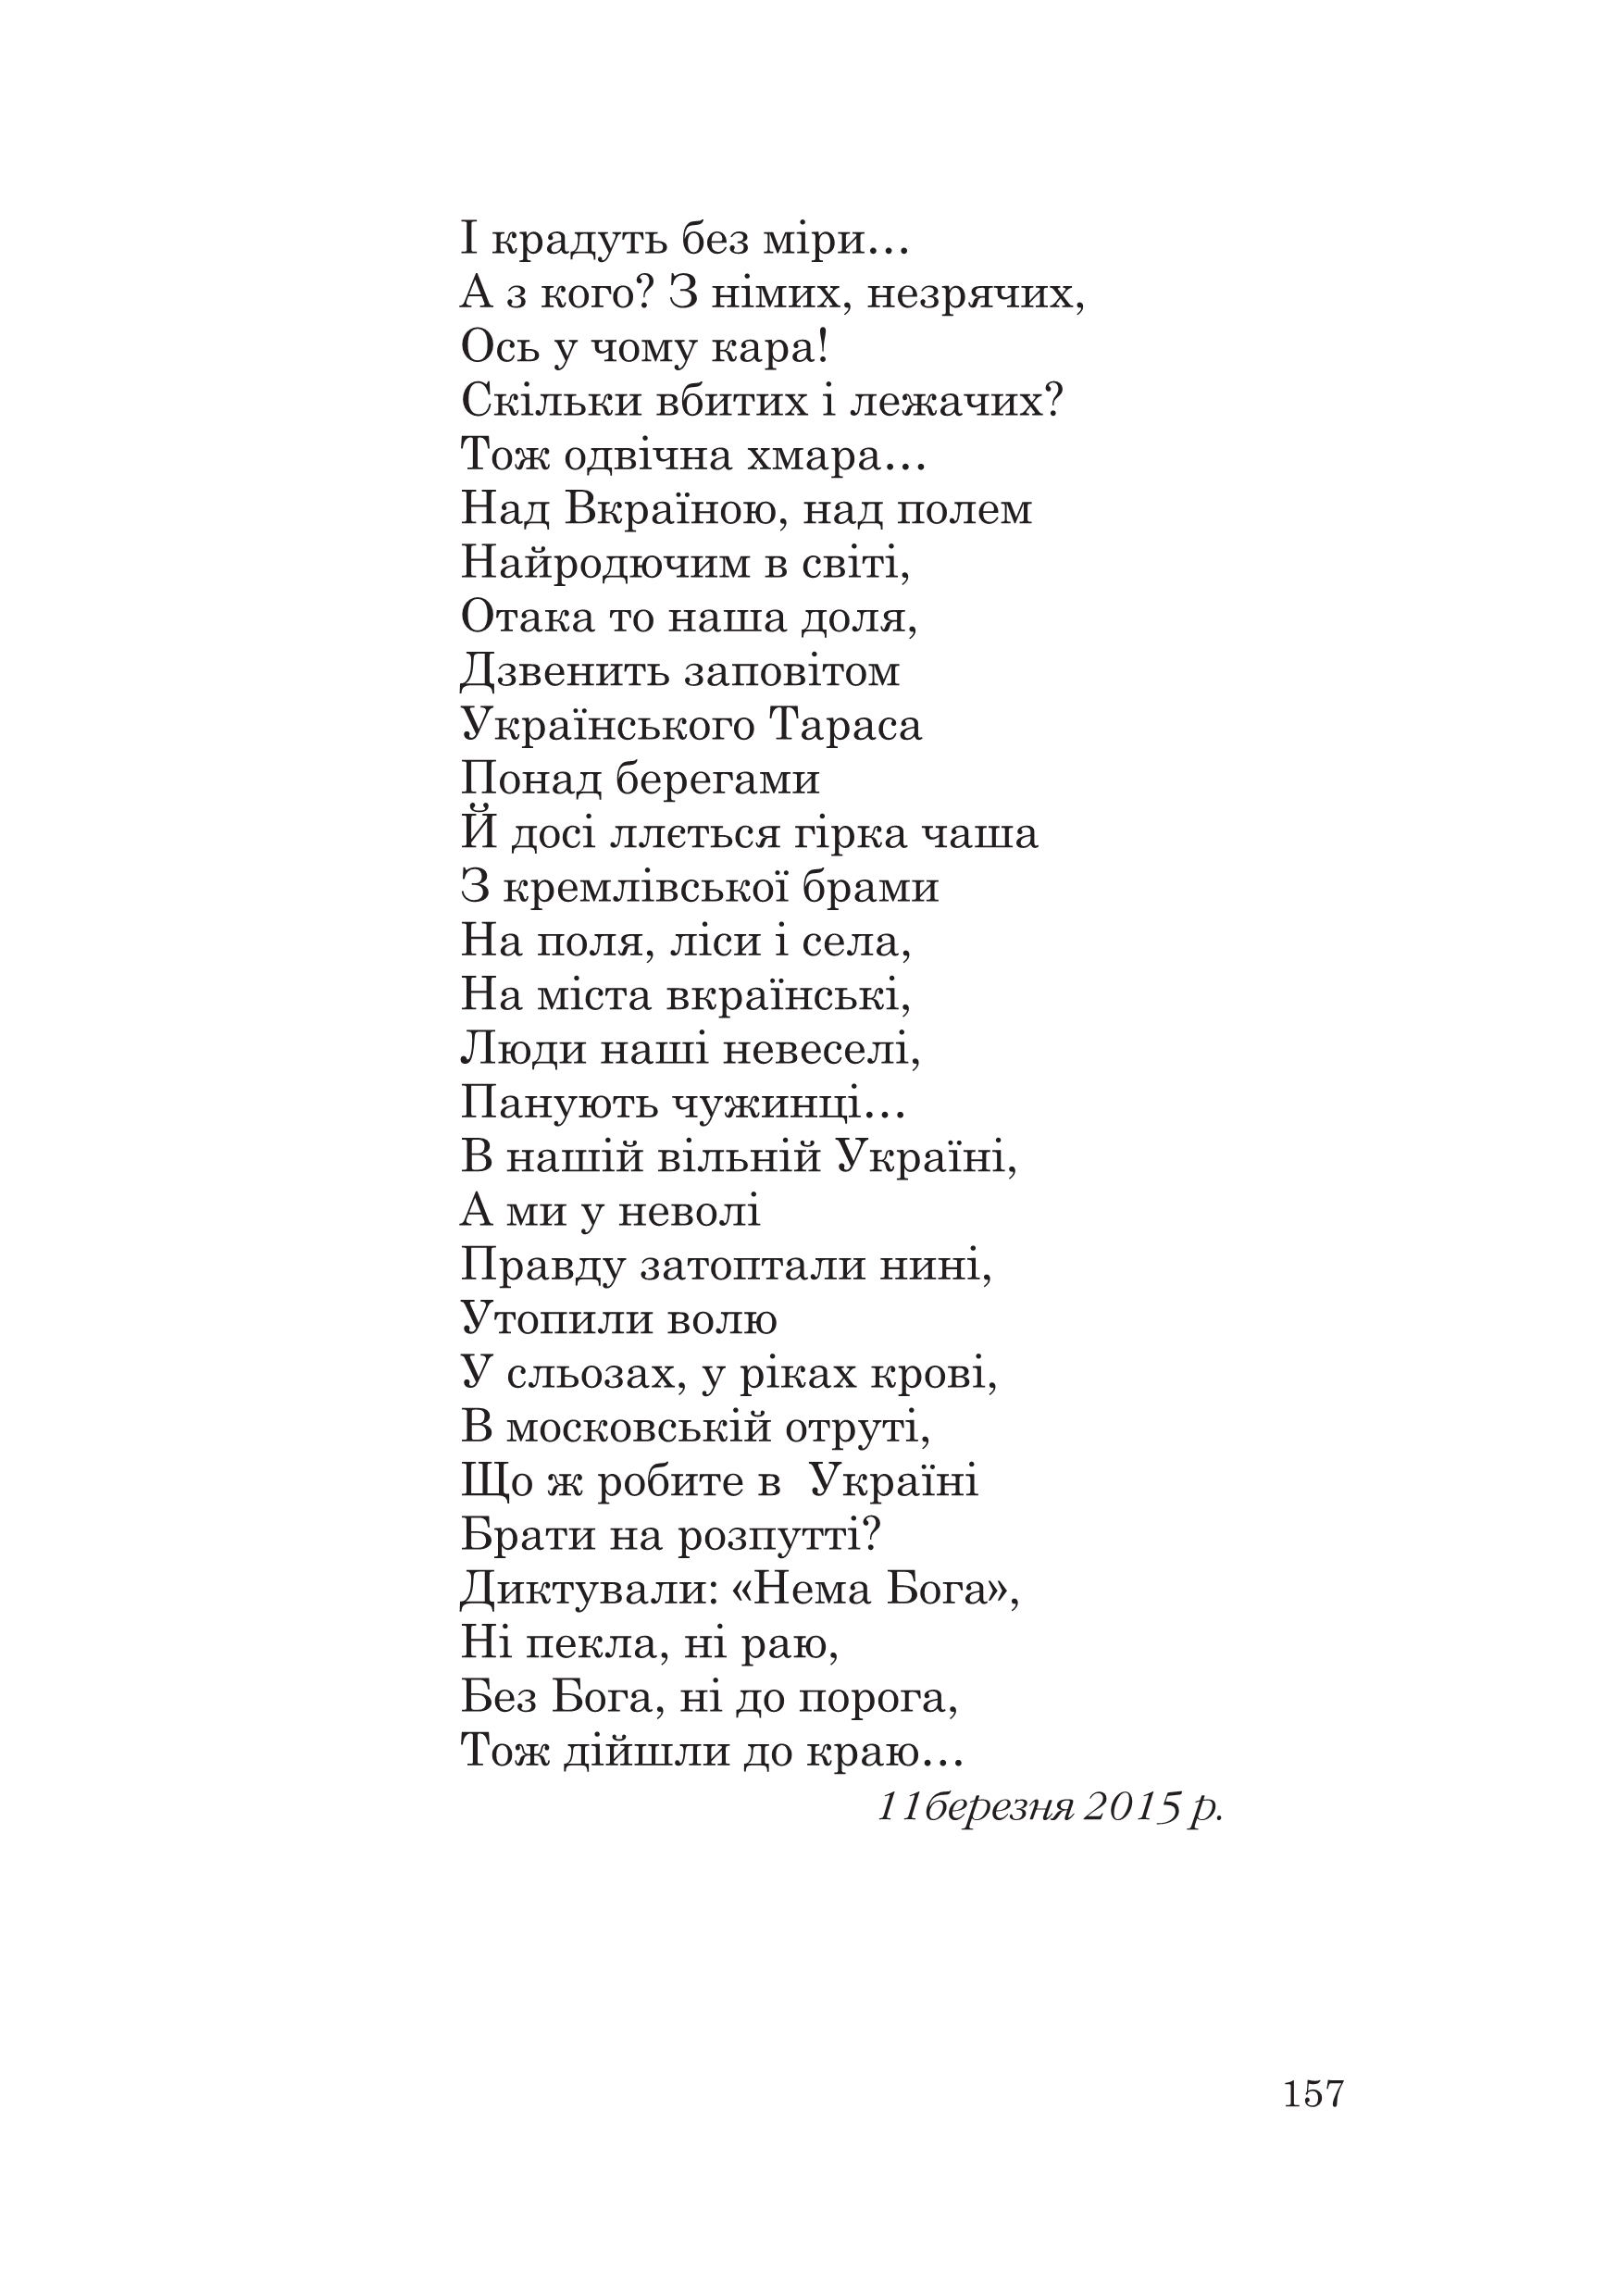 І крадуть без міри...
А з кого? З німих, незрячих,
Ось у чому кара!
Скільки вбитих і лежачих?
Тож одвічна хмара...
Над Вкраїною, над полем
Найродючим в світі,
Отака то наша доля,
Дзвенить заповітом
Українського Тараса
Понад берегами
Й досі ллється гірка чаша
З кремлівської брами
На поля, ліси і села,
На міста вкраїнські,
Люди наші невеселі,
Панують чужинці...
В нашій вільній Україні,
А ми у неволі
Правду затоптали нині,
Утопили волю
У сльозах, у ріках крові,
В московській отруті,
Що ж робите в  Україні
Брати на розпутті?
Диктували: «Нема Бога»,
Ні пекла, ні раю,
Без Бога, ні до порога,
Тож дійшли до краю...
11березня 2015 р.
157